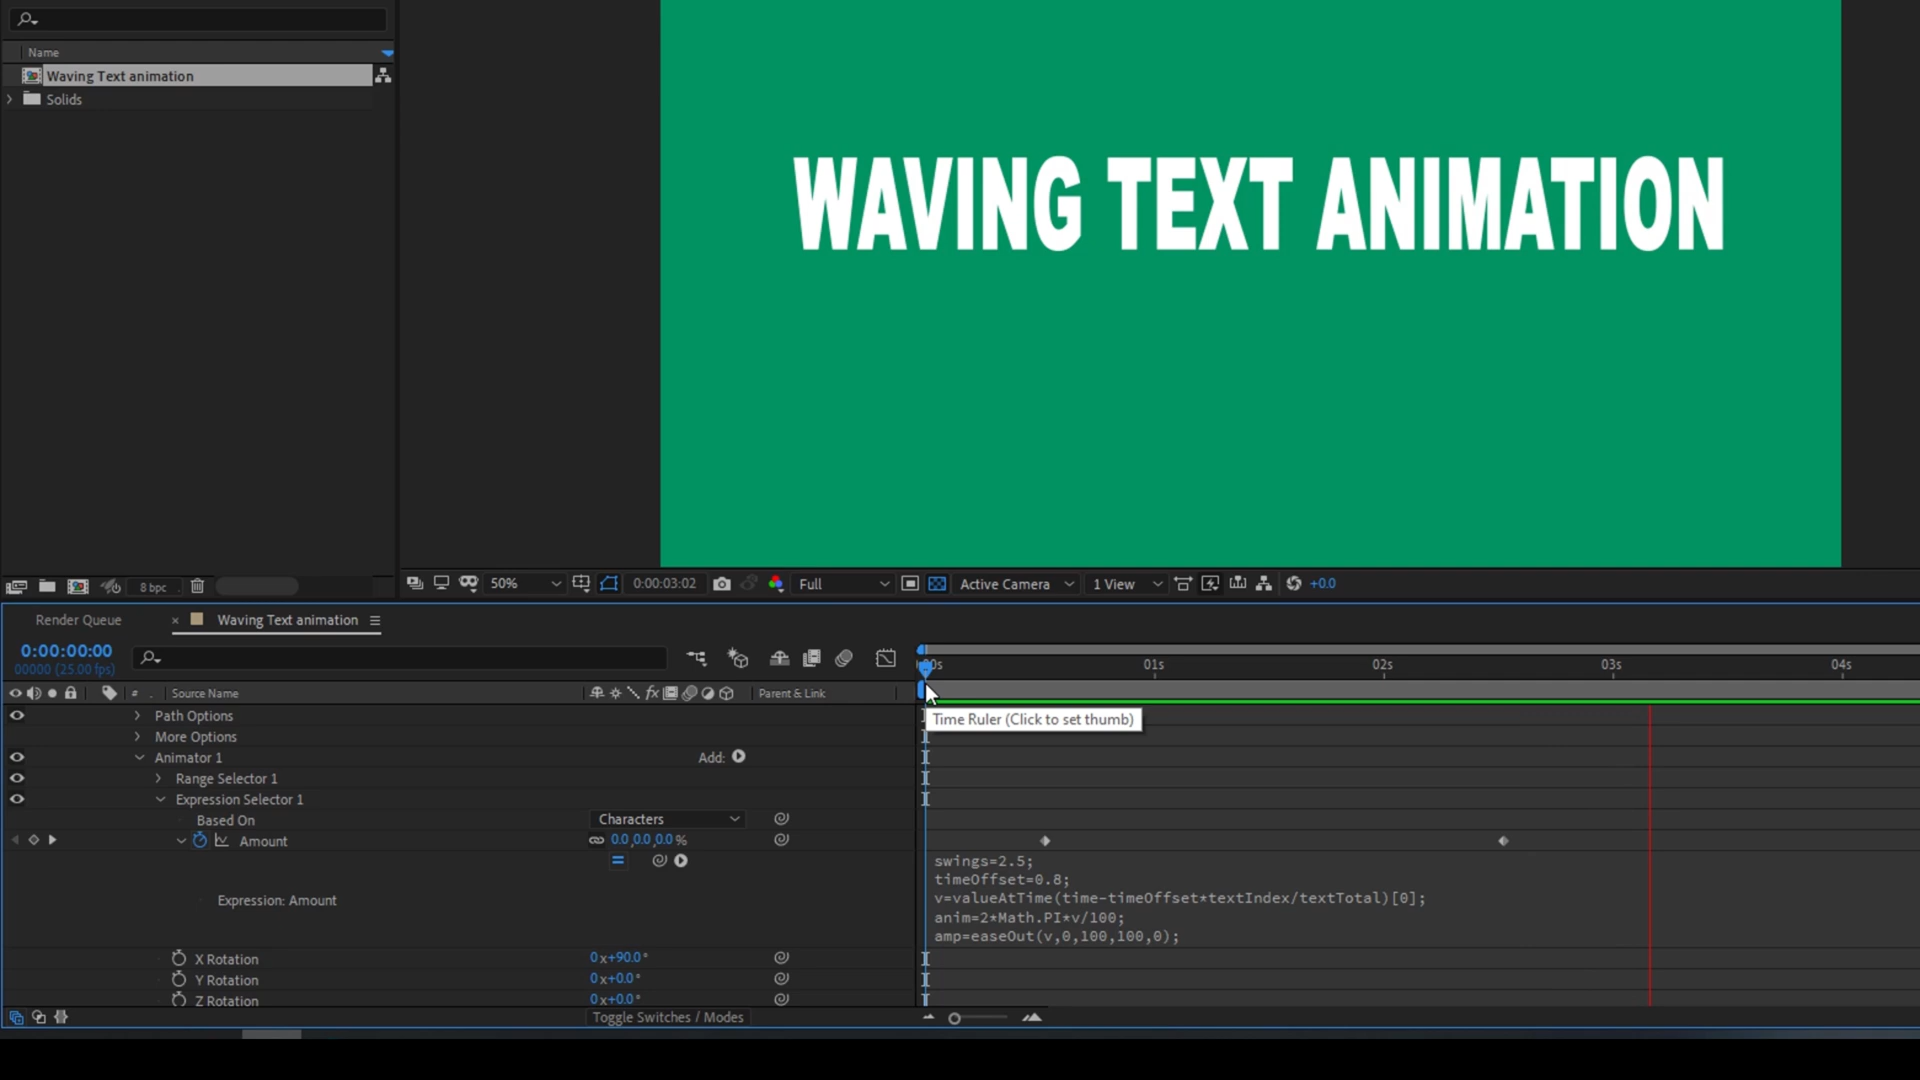 Name
Waving Text animation
Solids
WAVING TEXT ANIMATION
8 bpc
50%
0:00:03:02
Full
Active Camera
1 View
+0.0
Render Queue
× Waving Text animation
0:00:00:00
00000 (25.00 fps)
00s
01s
02s
03s
04s
# . Source Name
fx
Parent & Link
Time Ruler (Click to set thumb)
Path Options
More Options
Animator 1
Add:
Range Selector 1
Expression Selector 1
Based On
Characters
Amount
0.0,0.0,0.0%
swings=2.5;
timeOffset=0.8;
v=valueAtTime(time-timeOffset*textIndex/textTotal)[0];
anim=2*Math.PI*v/100;
amp=easeOut(v,0,100,100,0);
Expression: Amount
X Rotation
0x+90.0°
Y Rotation
0x+0.0°
Z Rotation
0x+0.0°
Toggle Switches / Modes